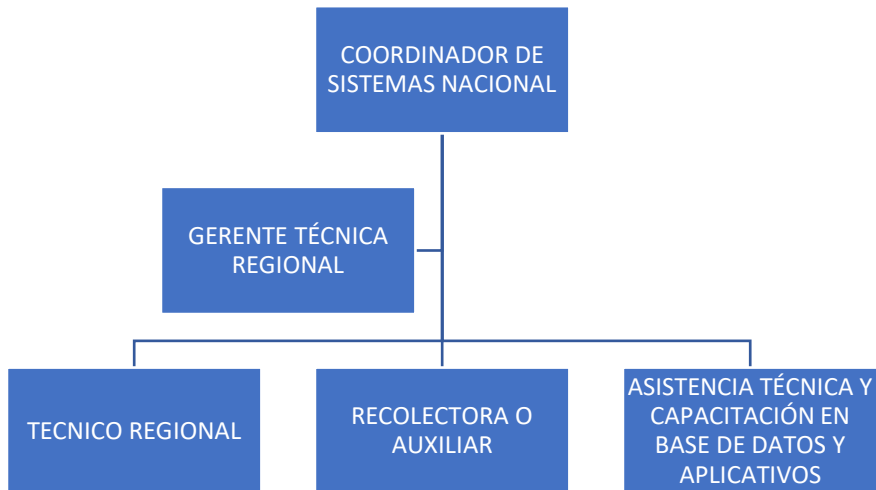 COORDINADOR DE
SISTEMAS NACIONAL
GERENTE TÉCNICA
REGIONAL
TECNICO REGIONAL
RECOLECTORA O
AUXILIAR
ASISTENCIA TÉCNICA Y
CAPACITACIÓN EN
BASE DE DATOS Y
APLICATIVOS